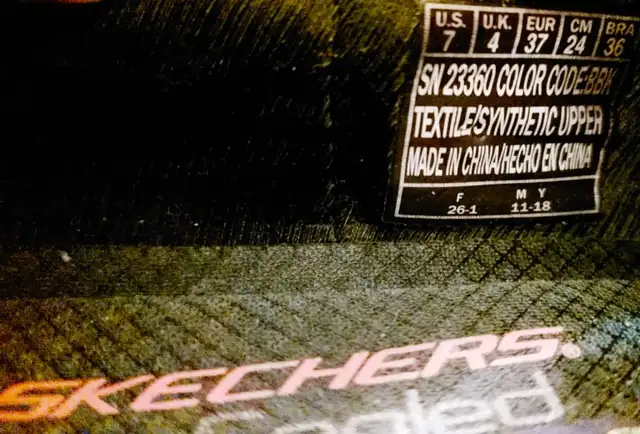 U.S. U.K. EUR CM BRA
7 4 37 24 36
SN 23360 COLOR CODE:BBK
TEXTILE/SYNTHETIC UPPER
MADE IN CHINA/HECHO EN CHINA
F M Y
26-1 11-18
SKECHERS®
Cooled